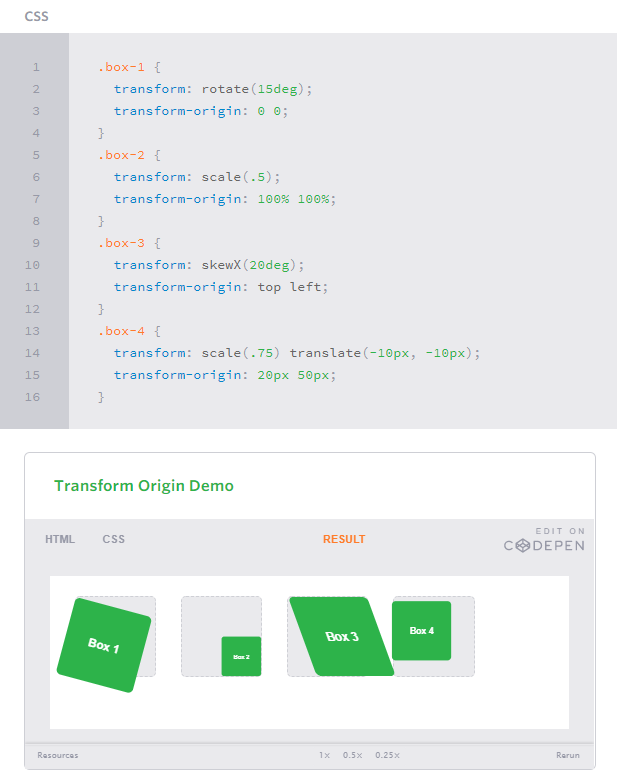 CSS
1 .box-1 {
2 transform: rotate(15deg);
3 transform-origin: 0 0;
4 }
5 .box-2 {
6 transform: scale(.5);
7 transform-origin: 100% 100%;
8 }
9 .box-3 {
10 transform: skewX(20deg);
11 transform-origin: top left;
12 }
13 .box-4 {
14 transform: scale(.75) translate(-10px, -10px);
15 transform-origin: 20px 50px;
16 }
Transform Origin Demo
HTML CSS RESULT EDIT ON
CODEPEN
Box 1 Box 2 Box 3 Box 4
Resources 1x 0.5x 0.25x Rerun